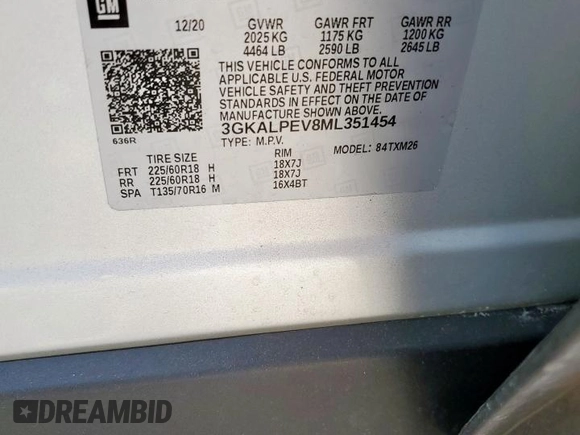 GM
12/20 GVWR GAWR FRT GAWR RR
2025 KG 1175 KG 1200 KG
4464 LB 2590 LB 2645 LB
THIS VEHICLE CONFORMS TO ALL
APPLICABLE U.S. FEDERAL MOTOR
VEHICLE SAFETY AND THEFT PREVENTION
STANDARDS IN EFFECT ON THE DATE OF
MANUFACTURE SHOWN ABOVE.
3GKALPEV8ML351454
636R TYPE: M.P.V.
TIRE SIZE RIM MODEL: 84TXM26
FRT 225/60R18 H 18X7J
RR 225/60R18 H 18X7J
SPA T135/70R16 M 16X4BT
DREAMBID